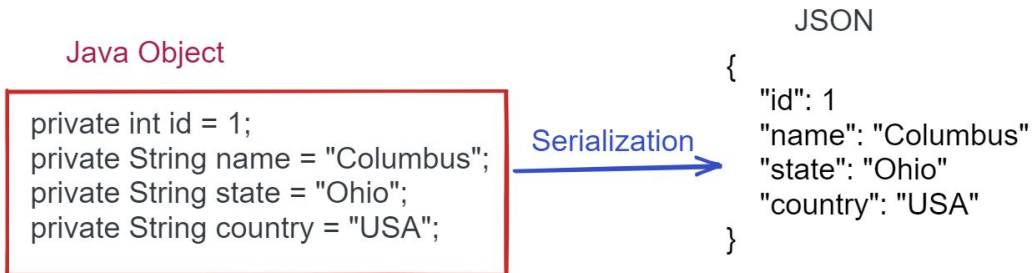 Java Object
private int id = 1;
private String name = "Columbus";
private String state = "Ohio";
private String country = "USA";
Serialization
JSON
{
"id": 1
"name": "Columbus"
"state": "Ohio"
"country": "USA"
}